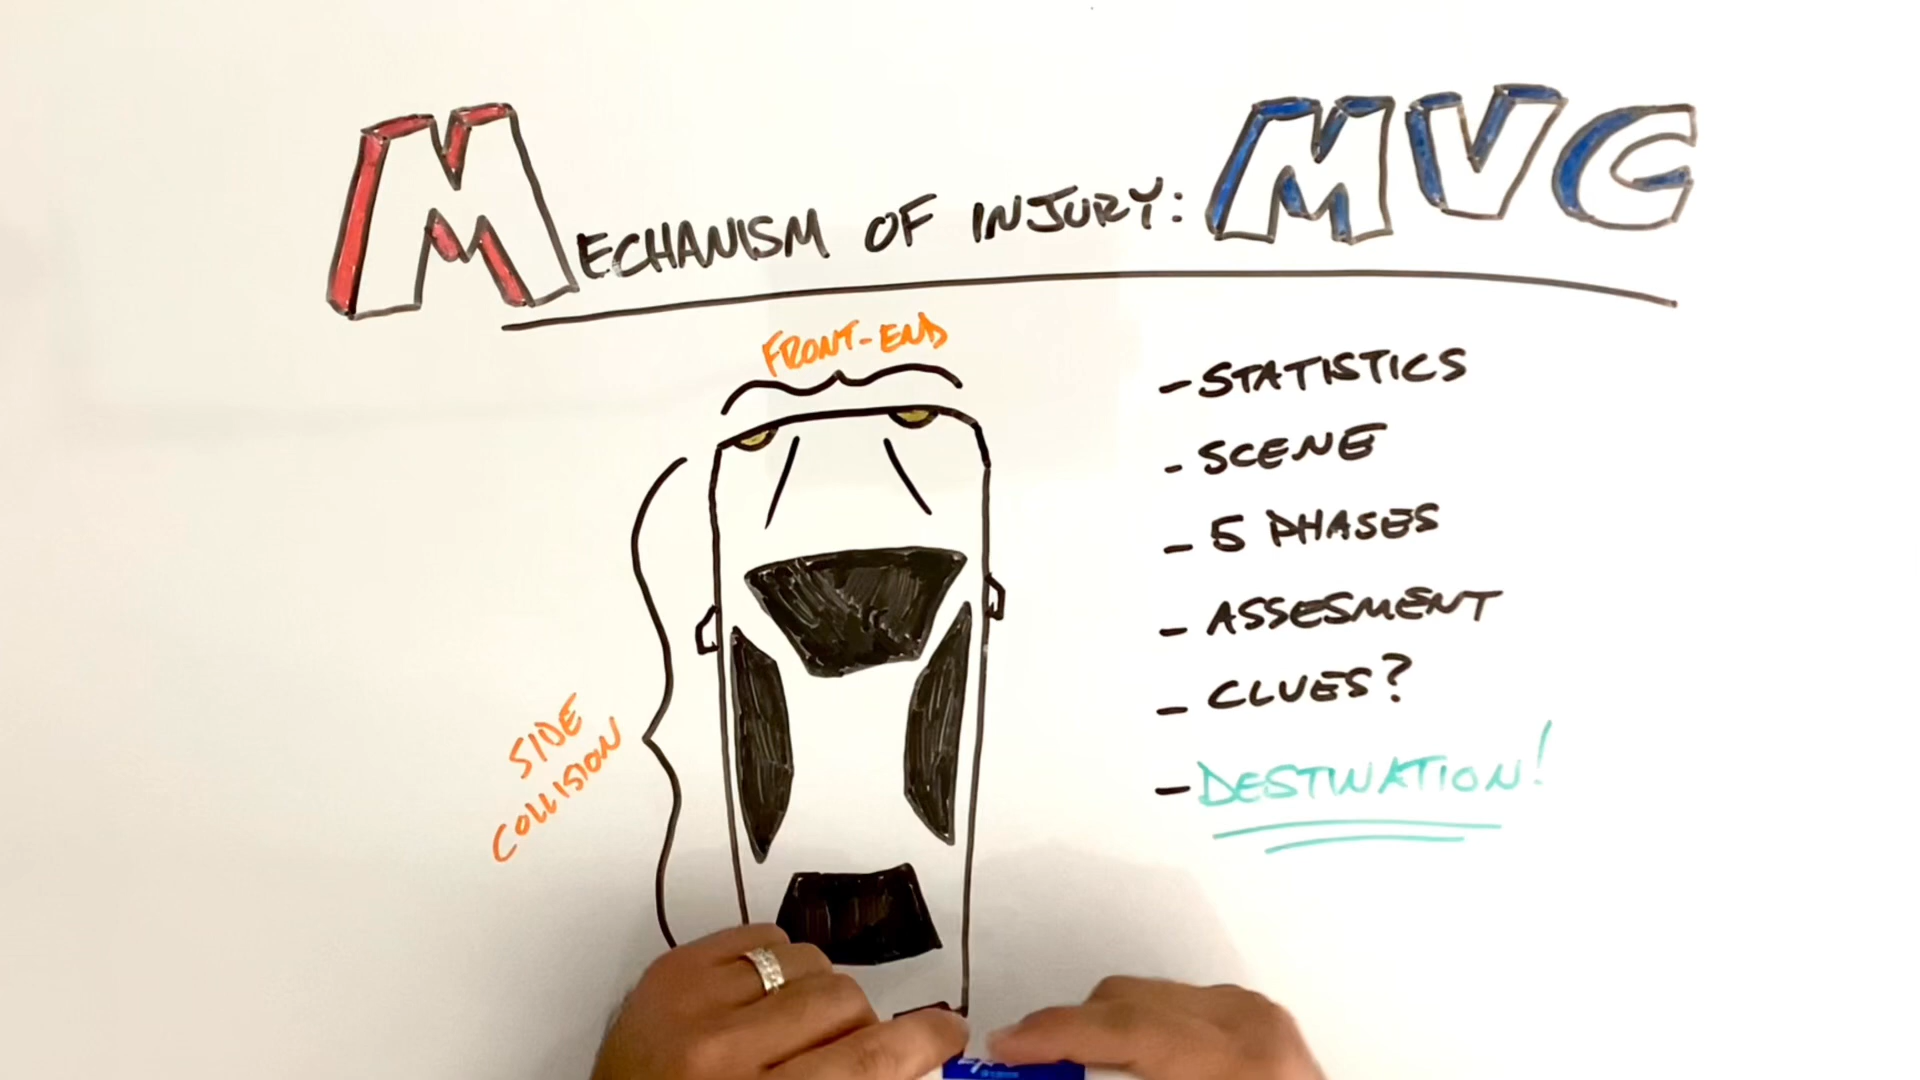 MECHANISM OF INJURY: MVC
FRONT-END
- STATISTICS
- SCENE
- 5 PHASES
- ASSESMENT
- CLUES?
- DESTINATION!
SIDE
COLLISION